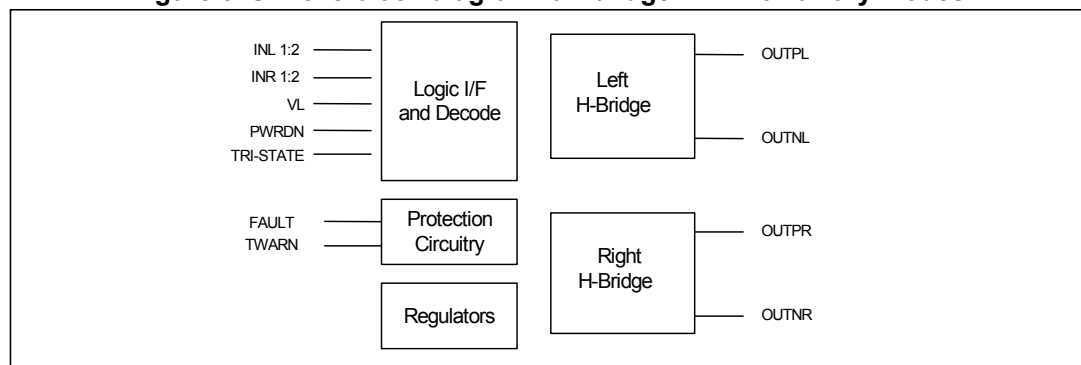 INL 1:2
INR 1:2
VL
PWRDN
TRI-STATE
Logic I/F
and Decode
Left
H-Bridge
OUTPL
OUTNL
FAULT
TWARN
Protection
Circuitry
Regulators
Right
H-Bridge
OUTPR
OUTNR